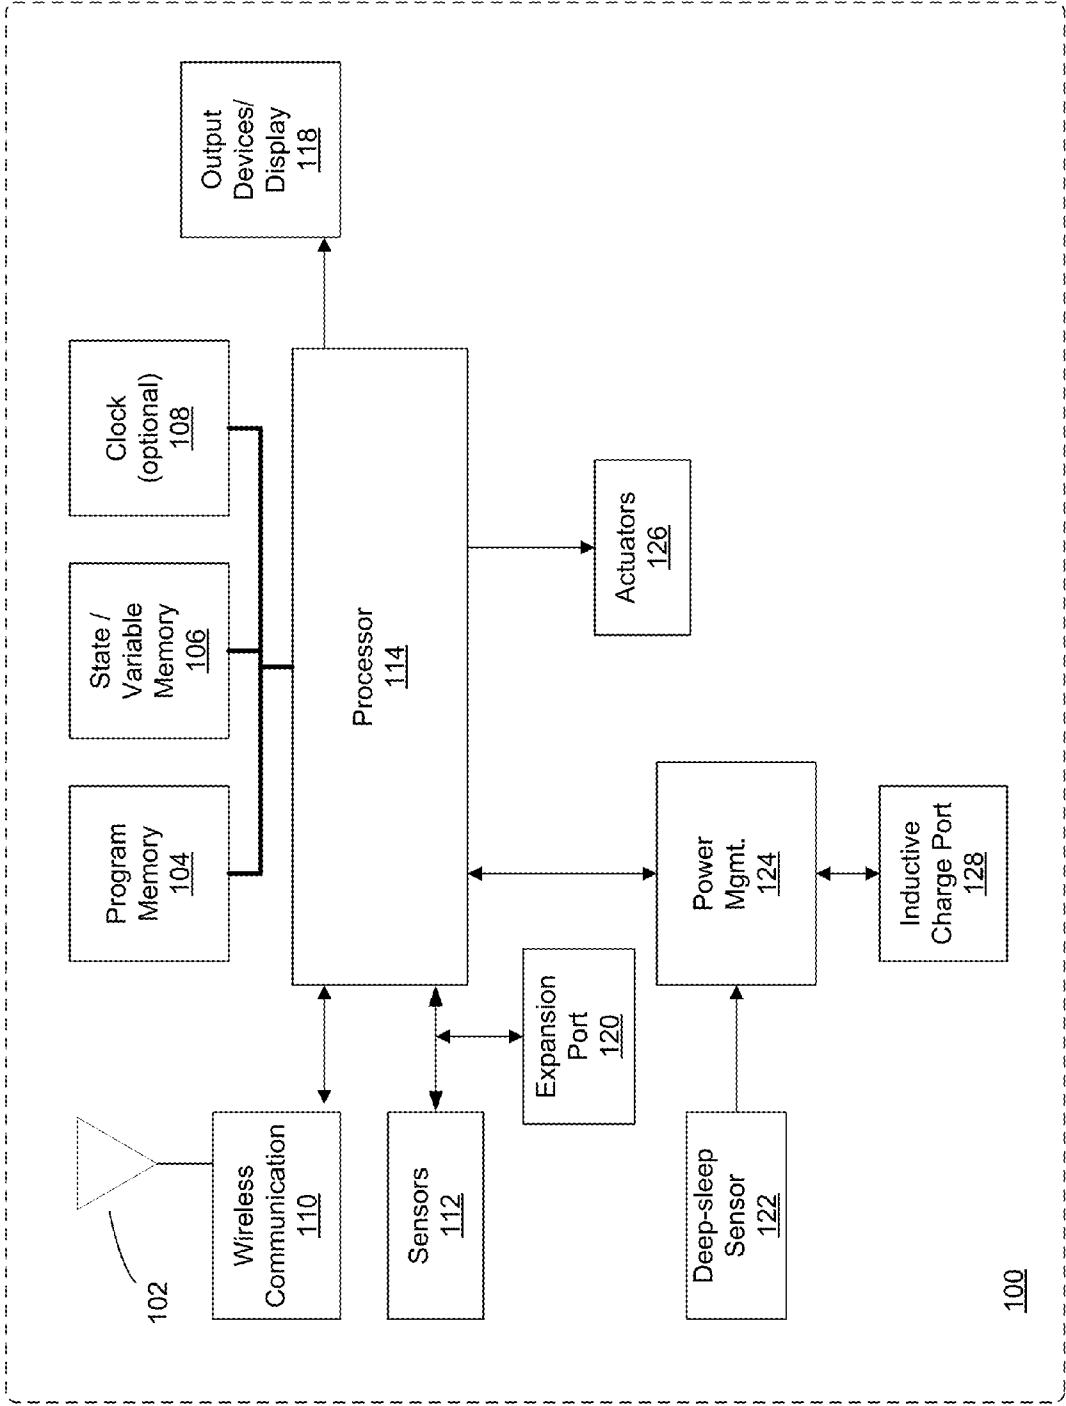 102
Program
Memory
104
State /
Variable
Memory
106
Clock
(optional)
108
Wireless
Communication
110
Output
Devices/
Display
118
Processor
114
Sensors
112
Expansion
Port
120
Actuators
126
Deep-sleep
Sensor
122
Power
Mgmt.
124
Inductive
Charge Port
128
100